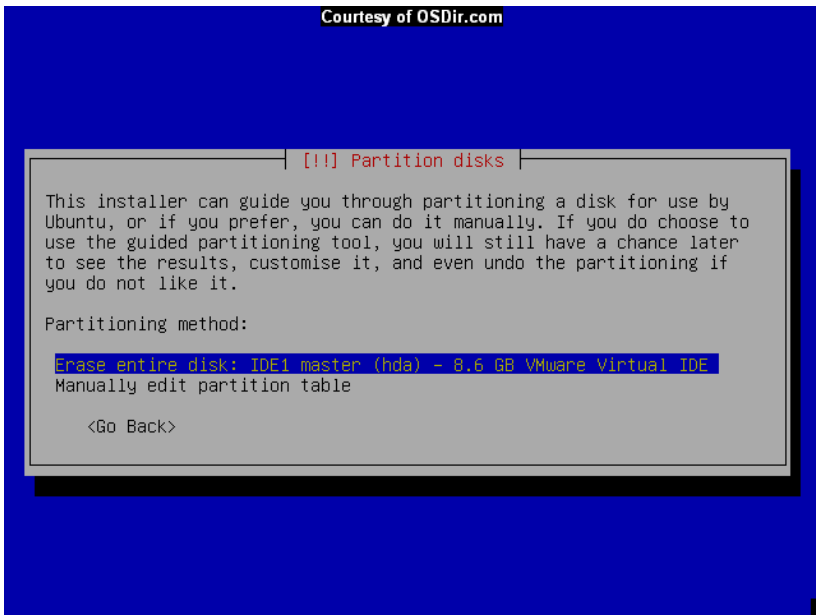 Courtesy of OSDir.com
[!!] Partition disks
This installer can guide you through partitioning a disk for use by
Ubuntu, or if you prefer, you can do it manually. If you do choose to
use the guided partitioning tool, you will still have a chance later
to see the results, customise it, and even undo the partitioning if
you do not like it.
Partitioning method:
Erase entire disk: IDE1 master (hda) - 8.6 GB VMware Virtual IDE
Manually edit partition table
<Go Back>